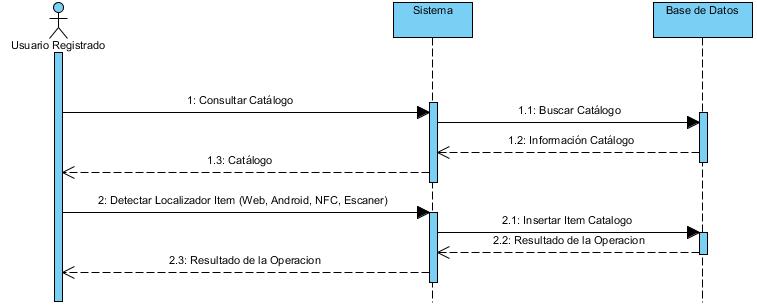 Sistema
Base de Datos
Usuario Registrado
1: Consultar Catálogo
1.1: Buscar Catálogo
1.2: Información Catálogo
1.3: Catálogo
2: Detectar Localizador Item (Web, Android, NFC, Escaner)
2.1: Insertar Item Catalogo
2.2: Resultado de la Operacion
2.3: Resultado de la Operacion